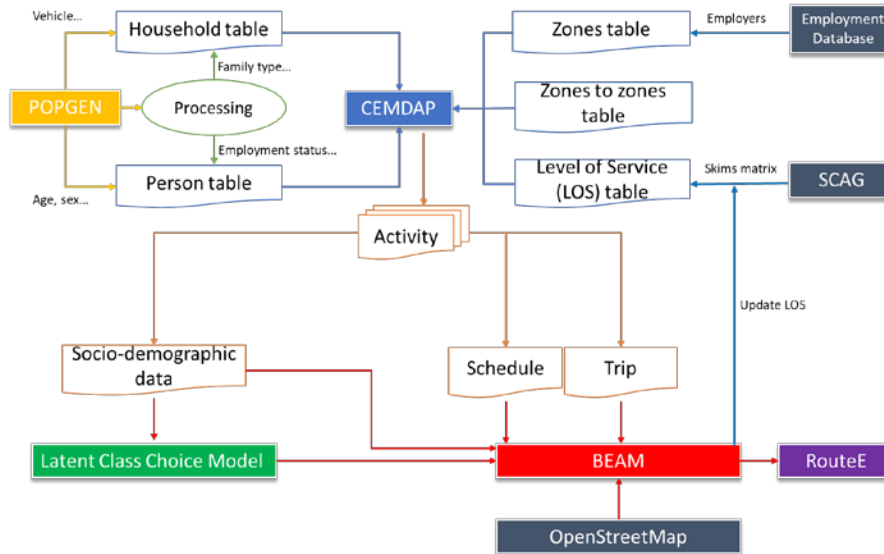 Vehicle...
Household table
Zones table
Employers
Employment
Database
Family type...
POPGEN
Processing
CEMDAP
Zones to zones
table
Employment status...
Person table
Age, sex...
Level of Service
(LOS) table
Skims matrix
SCAG
Activity
Update LOS
Socio-demographic
data
Schedule
Trip
Latent Class Choice Model
BEAM
RouteE
OpenStreetMap